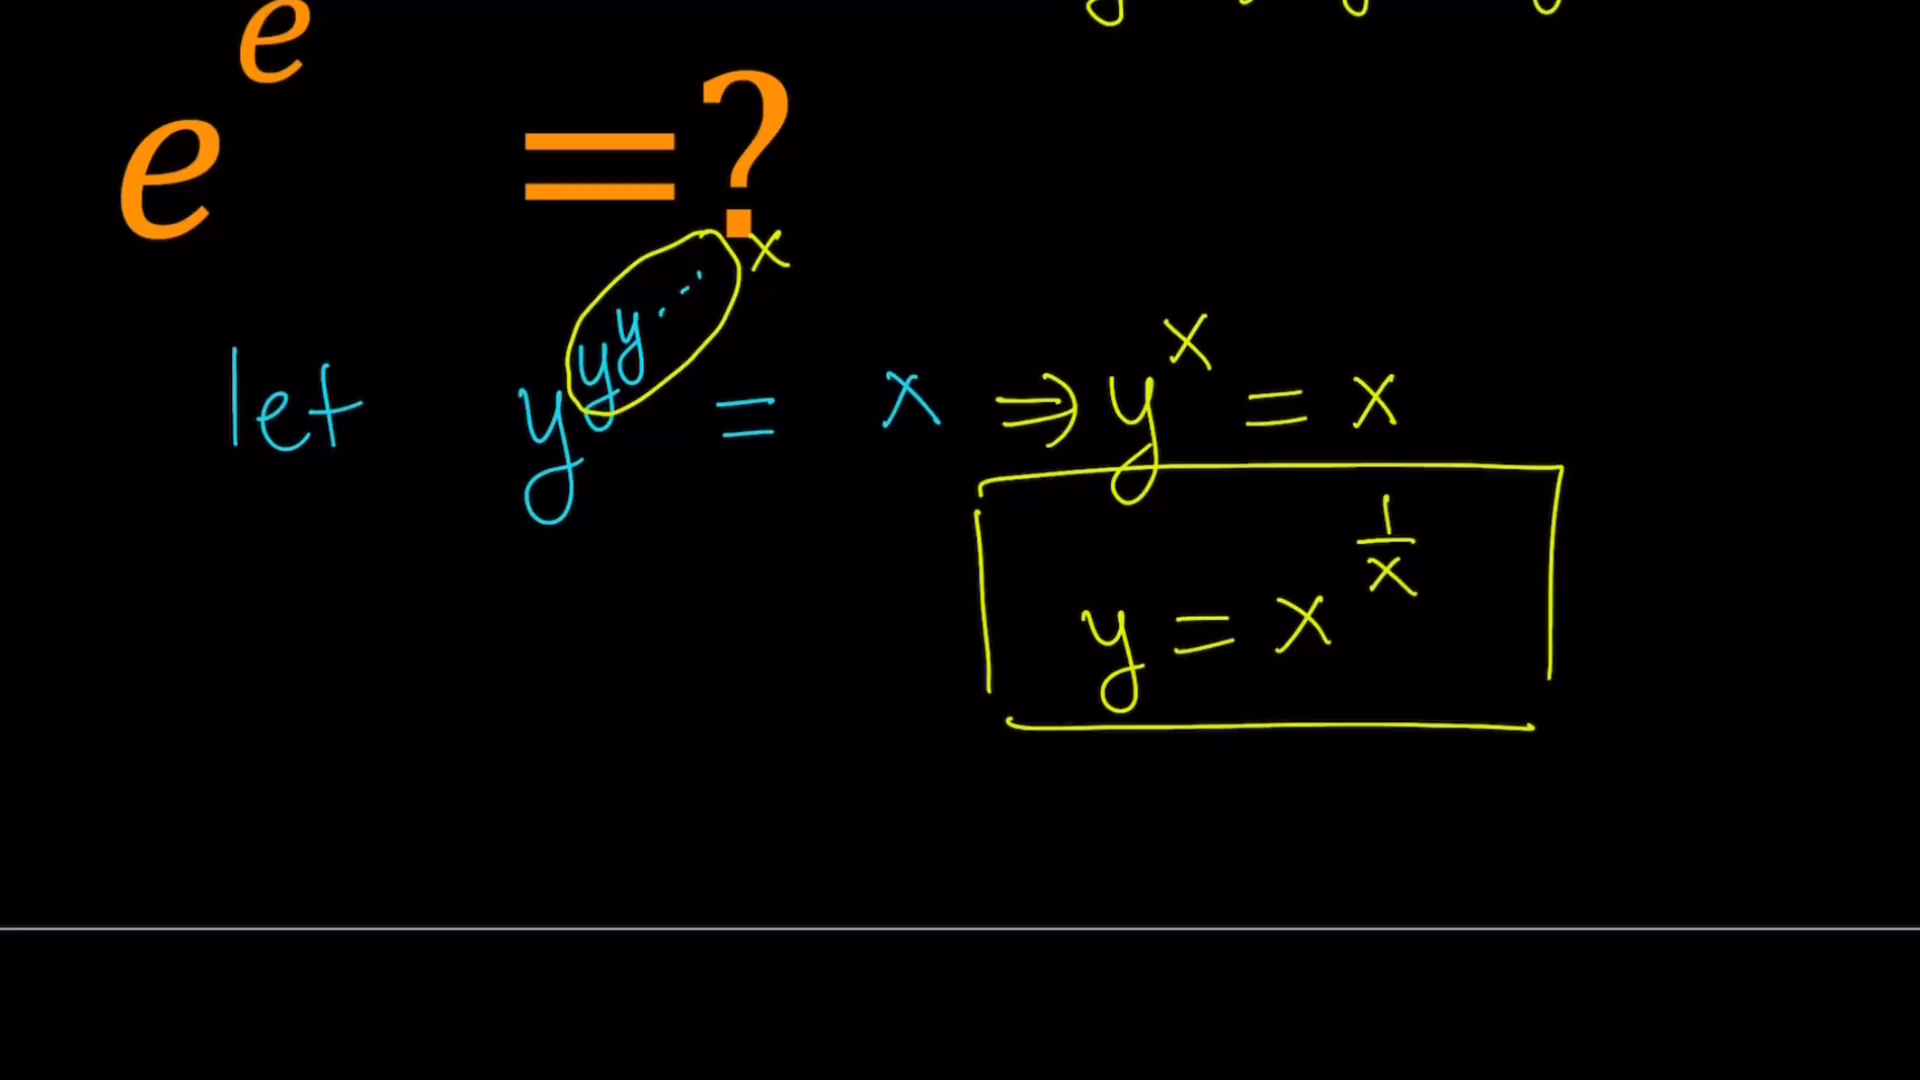 e^e = ?
let y^y^y^⋰ = x ⇒ y^x = x
x
y = x^(1/x)